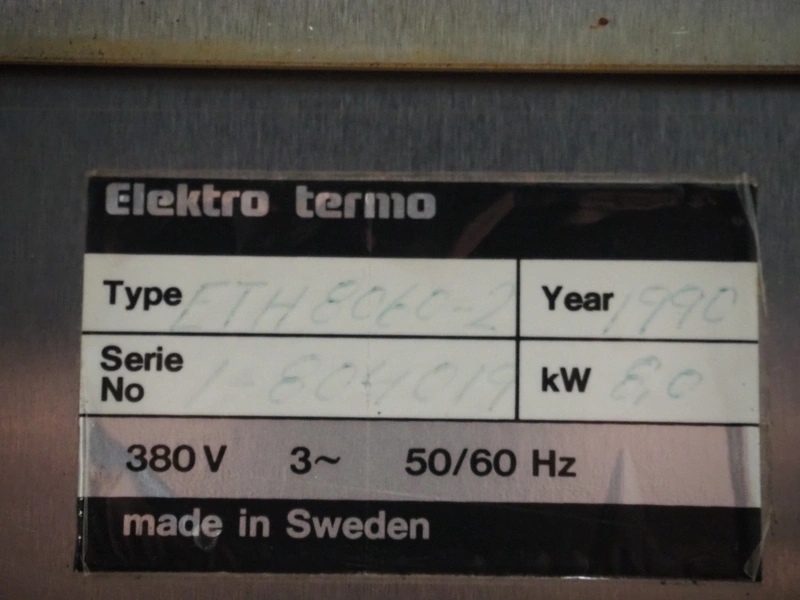 Elektro termo
Type ETH 8060-2 Year 1990
Serie
No 1-804019 kW 8,0
380 V 3~ 50/60 Hz
made in Sweden